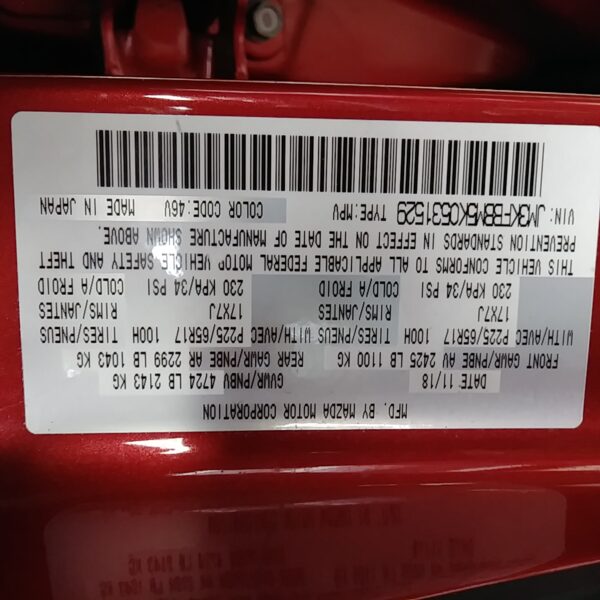 MFD. BY MAZDA MOTOR CORPORATION
DATE 11/18 GVWR/PNBV 4724 LB 2143 KG
FRONT GAWR/PNBE AV 2425 LB 1100 KG REAR GAWR/PNBE AR 2299 LB 1043 KG
WITH/AVEC TIRES/PNEUS P225/65R17 100H WITH/AVEC TIRES/PNEUS P225/65R17 100H
RIMS/JANTES 17X7J RIMS/JANTES 17X7J
COLD/A FROID 230 KPA/34 PSI COLD/A FROID 230 KPA/34 PSI
THIS VEHICLE CONFORMS TO ALL APPLICABLE FEDERAL MOTOR VEHICLE SAFETY AND THEFT
PREVENTION STANDARDS IN EFFECT ON THE DATE OF MANUFACTURE SHOWN ABOVE.
VIN: JM3KFBBM5K0531529 TYPE:MPV COLOR CODE:46V MADE IN JAPAN